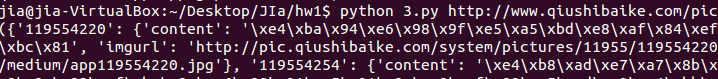 jia@jia-VirtualBox:~/Desktop/JIa/hw1$ python 3.py http://www.qiushibaike.com/pic
({'119554220': {'content': '\xe4\xba\x94\xe6\x98\x9f\xe5\xa5\xbd\xe8\xaf\x84\xef
\xbc\x81', 'imgurl': 'http://pic.qiushibaike.com/system/pictures/11955/119554220
/medium/app119554220.jpg'}, '119554254': {'content': '\xe4\xb8\xad\xe7\xa7\x8b\x